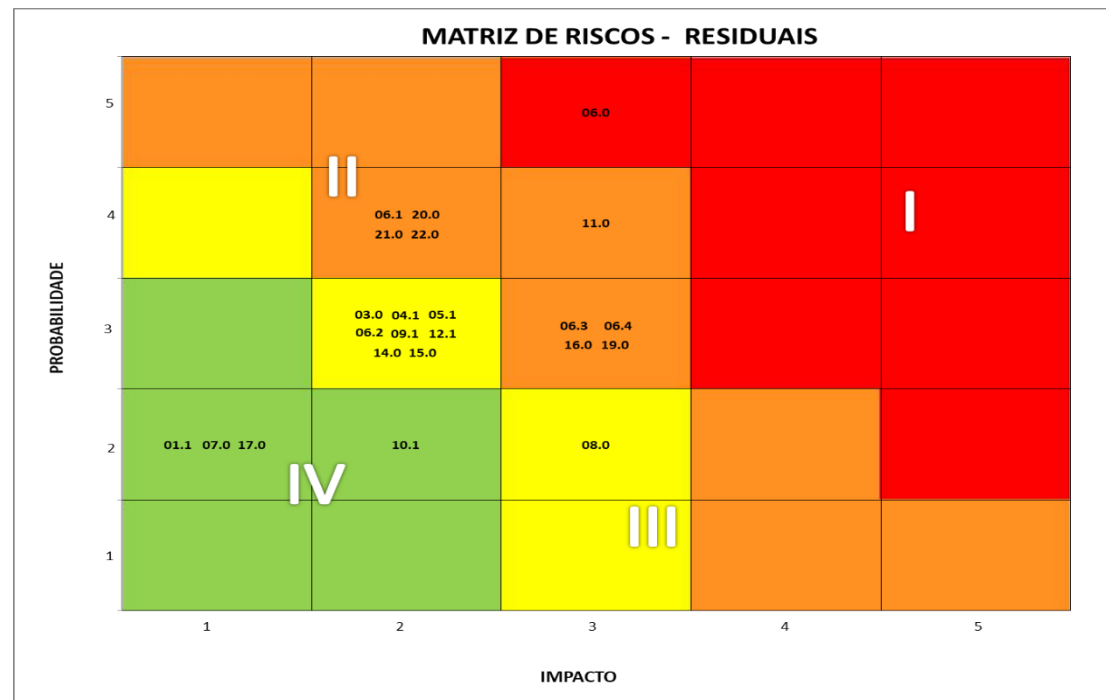 MATRIZ DE RISCOS -  RESIDUAIS
PROBABILIDADE
5
06.0
II
I
4
06.1 20.0
21.0 22.0
11.0
3
03.0 04.1 05.1
06.2 09.1 12.1
14.0 15.0
06.3 06.4
16.0 19.0
2
01.1 07.0 17.0
10.1
08.0
IV
III
1
1 2 3 4 5
IMPACTO